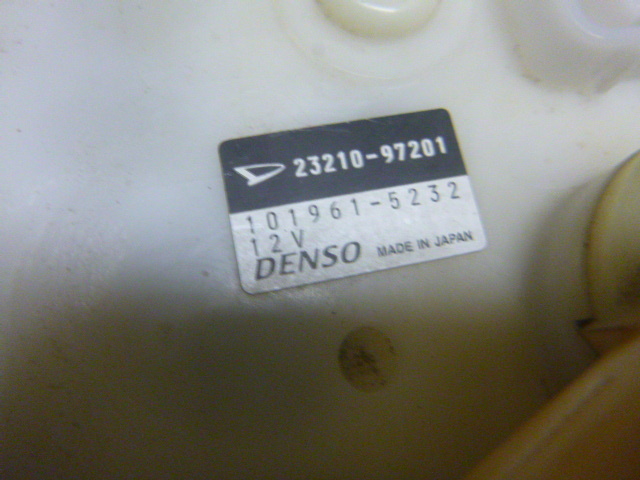 23210-97201
101961-5232
12V
DENSO MADE IN JAPAN